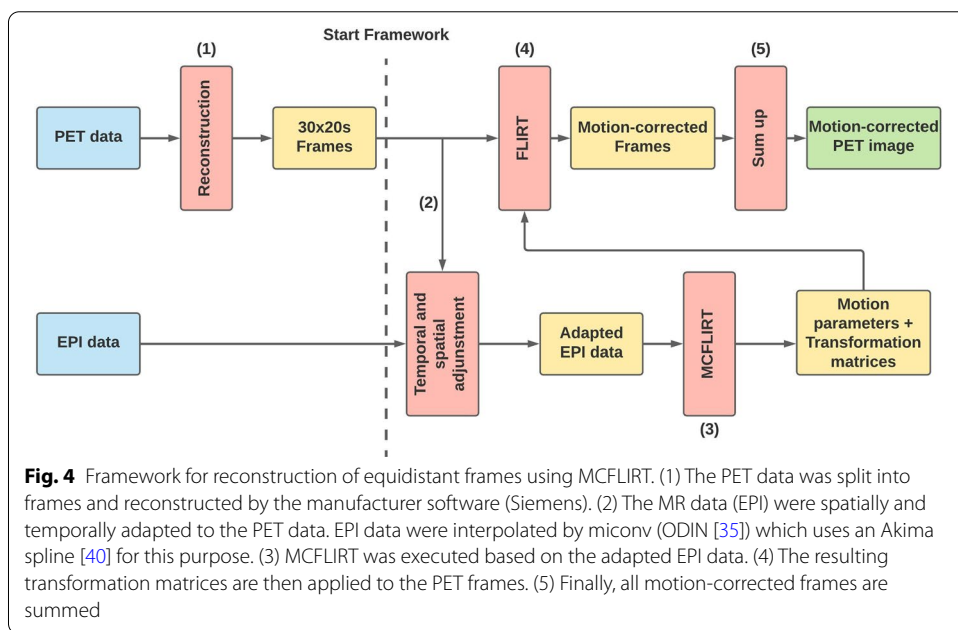 Start Framework
(1)
(4)
(5)
PET data
Reconstruction
30x20s
Frames
FLIRT
Motion-corrected
Frames
Sum up
Motion-corrected
PET image
(2)
EPI data
Temporal and
spatial
adjunstment
Adapted
EPI data
MCFLIRT
Motion
parameters +
Transformation
matrices
(3)
Fig. 4 Framework for reconstruction of equidistant frames using MCFLIRT. (1) The PET data was split into
frames and reconstructed by the manufacturer software (Siemens). (2) The MR data (EPI) were spatially and
temporally adapted to the PET data. EPI data were interpolated by miconv (ODIN [35]) which uses an Akima
spline [40] for this purpose. (3) MCFLIRT was executed based on the adapted EPI data. (4) The resulting
transformation matrices are then applied to the PET frames. (5) Finally, all motion-corrected frames are
summed